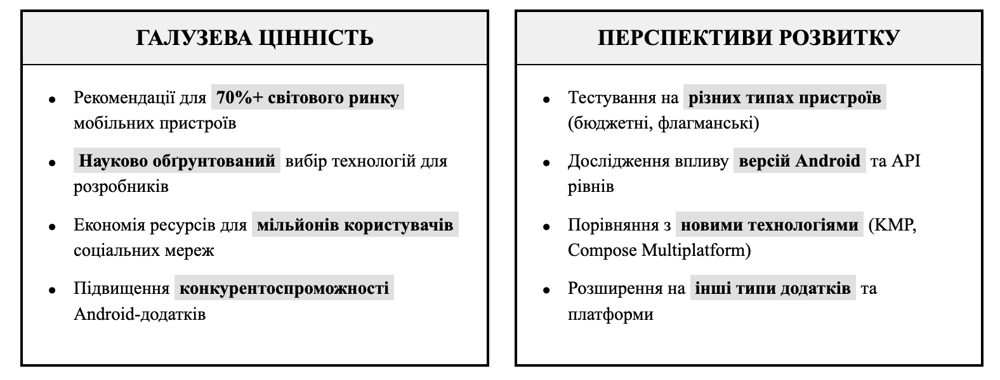 ГАЛУЗЕВА ЦІННІСТЬ
• Рекомендації для 70%+ світового ринку
мобільних пристроїв
• Науково обґрунтований вибір технологій для
розробників
• Економія ресурсів для мільйонів користувачів
соціальних мереж
• Підвищення конкурентоспроможності
Android-додатків
ПЕРСПЕКТИВИ РОЗВИТКУ
• Тестування на різних типах пристроїв
(бюджетні, флагманські)
• Дослідження впливу версій Android та API
рівнів
• Порівняння з новими технологіями (KMP,
Compose Multiplatform)
• Розширення на інші типи додатків та
платформи